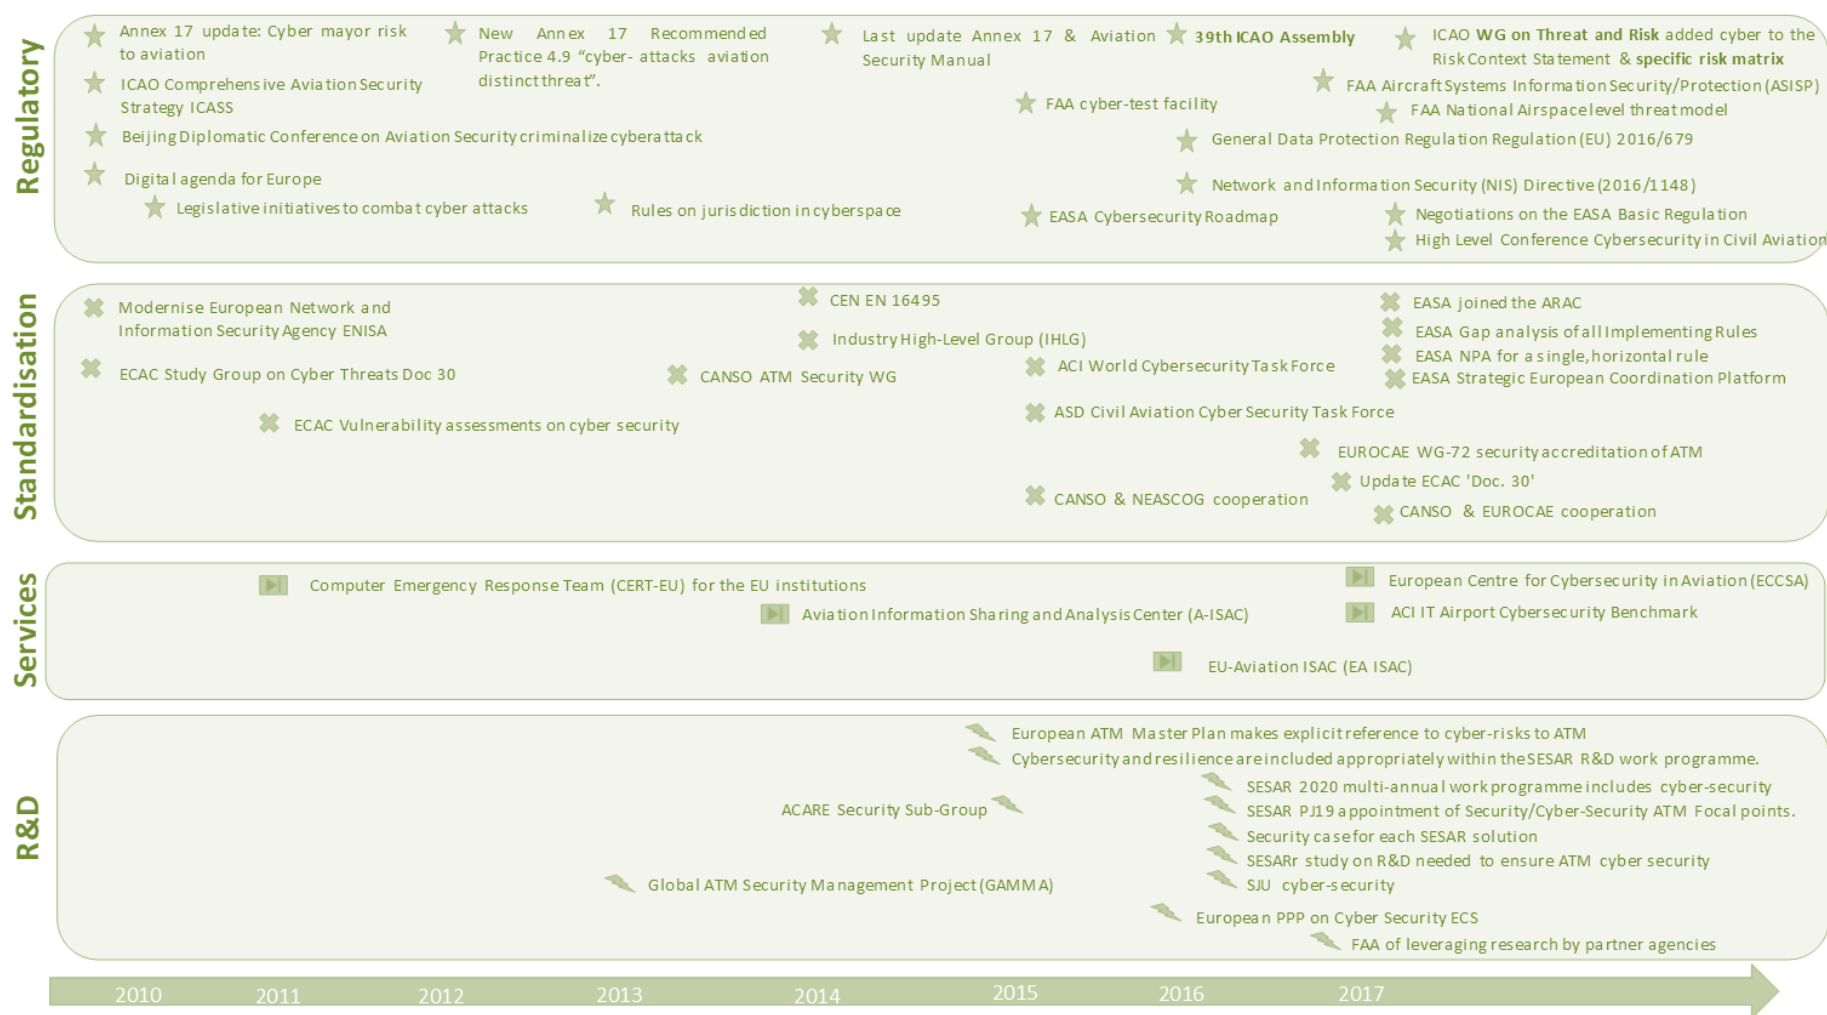 Regulatory
Annex 17 update: Cyber mayor risk
to aviation
ICAO Comprehensive Aviation Security
Strategy ICASS
Beijing Diplomatic Conference on Aviation Security criminalize cyberattack
Digital agenda for Europe
Legislative initiatives to combat cyber attacks
New Annex 17 Recommended
Practice 4.9 “cyber- attacks aviation
distinct threat”.
Rules on jurisdiction in cyberspace
Last update Annex 17 & Aviation
Security Manual
39th ICAO Assembly
FAA cyber-test facility
ICAO WG on Threat and Risk added cyber to the
Risk Context Statement & specific risk matrix
FAA Aircraft Systems Information Security/Protection (ASISP)
FAA National Airspace level threat model
General Data Protection Regulation Regulation (EU) 2016/679
Network and Information Security (NIS) Directive (2016/1148)
EASA Cybersecurity Roadmap
Negotiations on the EASA Basic Regulation
High Level Conference Cybersecurity in Civil Aviation
Standardisation
Modernise European Network and
Information Security Agency ENISA
ECAC Study Group on Cyber Threats Doc 30
ECAC Vulnerability assessments on cyber security
CANSO ATM Security WG
CEN EN 16495
Industry High-Level Group (IHLG)
ACI World Cybersecurity Task Force
ASD Civil Aviation Cyber Security Task Force
CANSO & NEASCOG cooperation
EASA joined the ARAC
EASA Gap analysis of all Implementing Rules
EASA NPA for a single, horizontal rule
EASA Strategic European Coordination Platform
EUROCAE WG-72 security accreditation of ATM
Update ECAC 'Doc. 30'
CANSO & EUROCAE cooperation
Services
Computer Emergency Response Team (CERT-EU) for the EU institutions
Aviation Information Sharing and Analysis Center (A-ISAC)
EU-Aviation ISAC (EA ISAC)
European Centre for Cybersecurity in Aviation (ECCSA)
ACI IT Airport Cybersecurity Benchmark
R&D
European ATM Master Plan makes explicit reference to cyber-risks to ATM
Cybersecurity and resilience are included appropriately within the SESAR R&D work programme.
SESAR 2020 multi-annual work programme includes cyber-security
ACARE Security Sub-Group
SESAR PJ19 appointment of Security/Cyber-Security ATM Focal points.
Security case for each SESAR solution
SESARr study on R&D needed to ensure ATM cyber security
Global ATM Security Management Project (GAMMA)
SJU cyber-security
European PPP on Cyber Security ECS
FAA of leveraging research by partner agencies
2010 2011 2012 2013 2014 2015 2016 2017